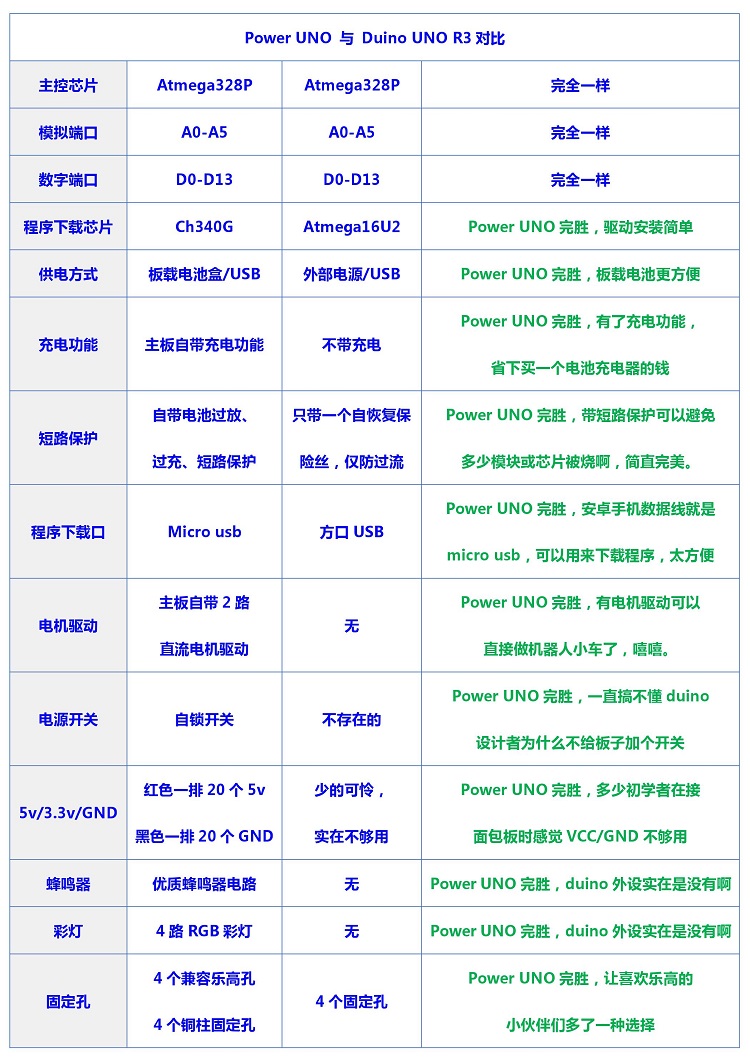 Power UNO 与 Duino UNO R3对比
主控芯片 Atmega328P Atmega328P 完全一样
模拟端口 A0-A5 A0-A5 完全一样
数字端口 D0-D13 D0-D13 完全一样
程序下载芯片 Ch340G Atmega16U2 Power UNO 完胜，驱动安装简单
供电方式 板载电池盒/USB 外部电源/USB Power UNO 完胜，板载电池更方便
充电功能 主板自带充电功能 不带充电 Power UNO 完胜，有了充电功能，
省下买一个电池充电器的钱
短路保护 自带电池过放、
过充、短路保护 只带一个自恢复保
险丝，仅防过流 Power UNO 完胜，带短路保护可以避免
多少模块或芯片被烧啊，简直完美。
程序下载口 Micro usb 方口 USB Power UNO 完胜，安卓手机数据线就是
micro usb，可以用来下载程序，太方便
电机驱动 主板自带 2 路
直流电机驱动 无 Power UNO 完胜，有电机驱动可以
直接做机器人小车了，嘻嘻。
电源开关 自锁开关 不存在的 Power UNO 完胜，一直搞不懂 duino
设计者为什么不给板子加个开关
5v/3.3v/GND 红色一排 20 个 5v
黑色一排 20 个 GND 少的可怜，
实在不够用 Power UNO 完胜，多少初学者在接
面包板时感觉 VCC/GND 不够用
蜂鸣器 优质蜂鸣器电路 无 Power UNO 完胜，duino 外设实在是没有啊
彩灯 4 路 RGB 彩灯 无 Power UNO 完胜，duino 外设实在是没有啊
固定孔 4 个兼容乐高孔
4 个铜柱固定孔 4 个固定孔 Power UNO 完胜，让喜欢乐高的
小伙伴们多了一种选择